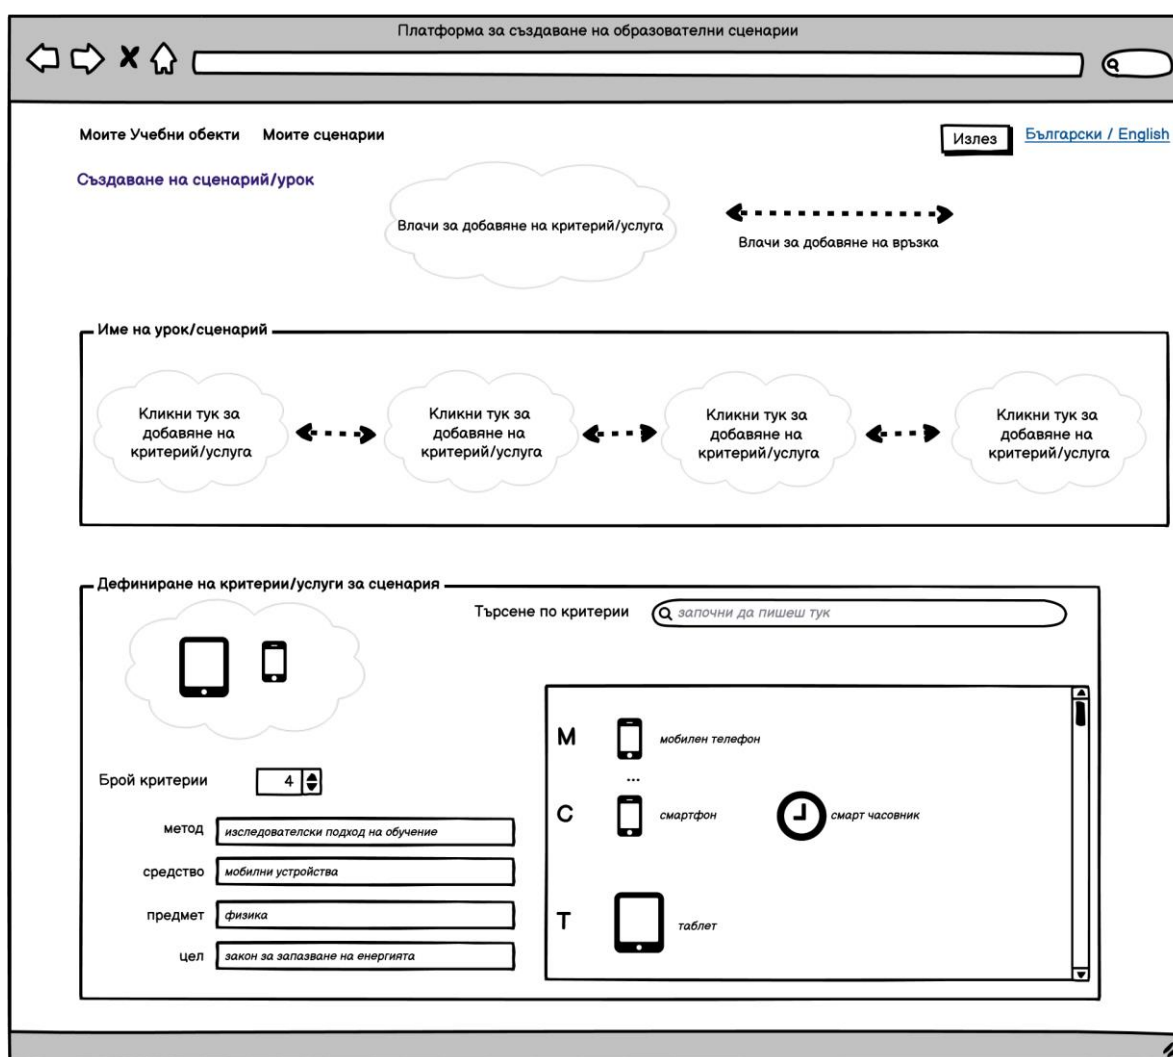 Платформа за създаване на образователни сценарии
Моите Учебни обекти Моите сценарии
Излез Български / English
Създаване на сценарий/урок
Влачи за добавяне на критерий/услуга
Влачи за добавяне на връзка
Име на урок/сценарий
Кликни тук за
добавяне на
критерий/услуга
Кликни тук за
добавяне на
критерий/услуга
Кликни тук за
добавяне на
критерий/услуга
Кликни тук за
добавяне на
критерий/услуга
Дефиниране на критерии/услуги за сценария
Търсене по критерии започни да пишеш тук
Брой критерии 4
метод изследователски подход на обучение
средство мобилни устройства
предмет физика
цел закон за запазване на енергията
М мобилен телефон
...
С смартфон смарт часовник
Т таблет